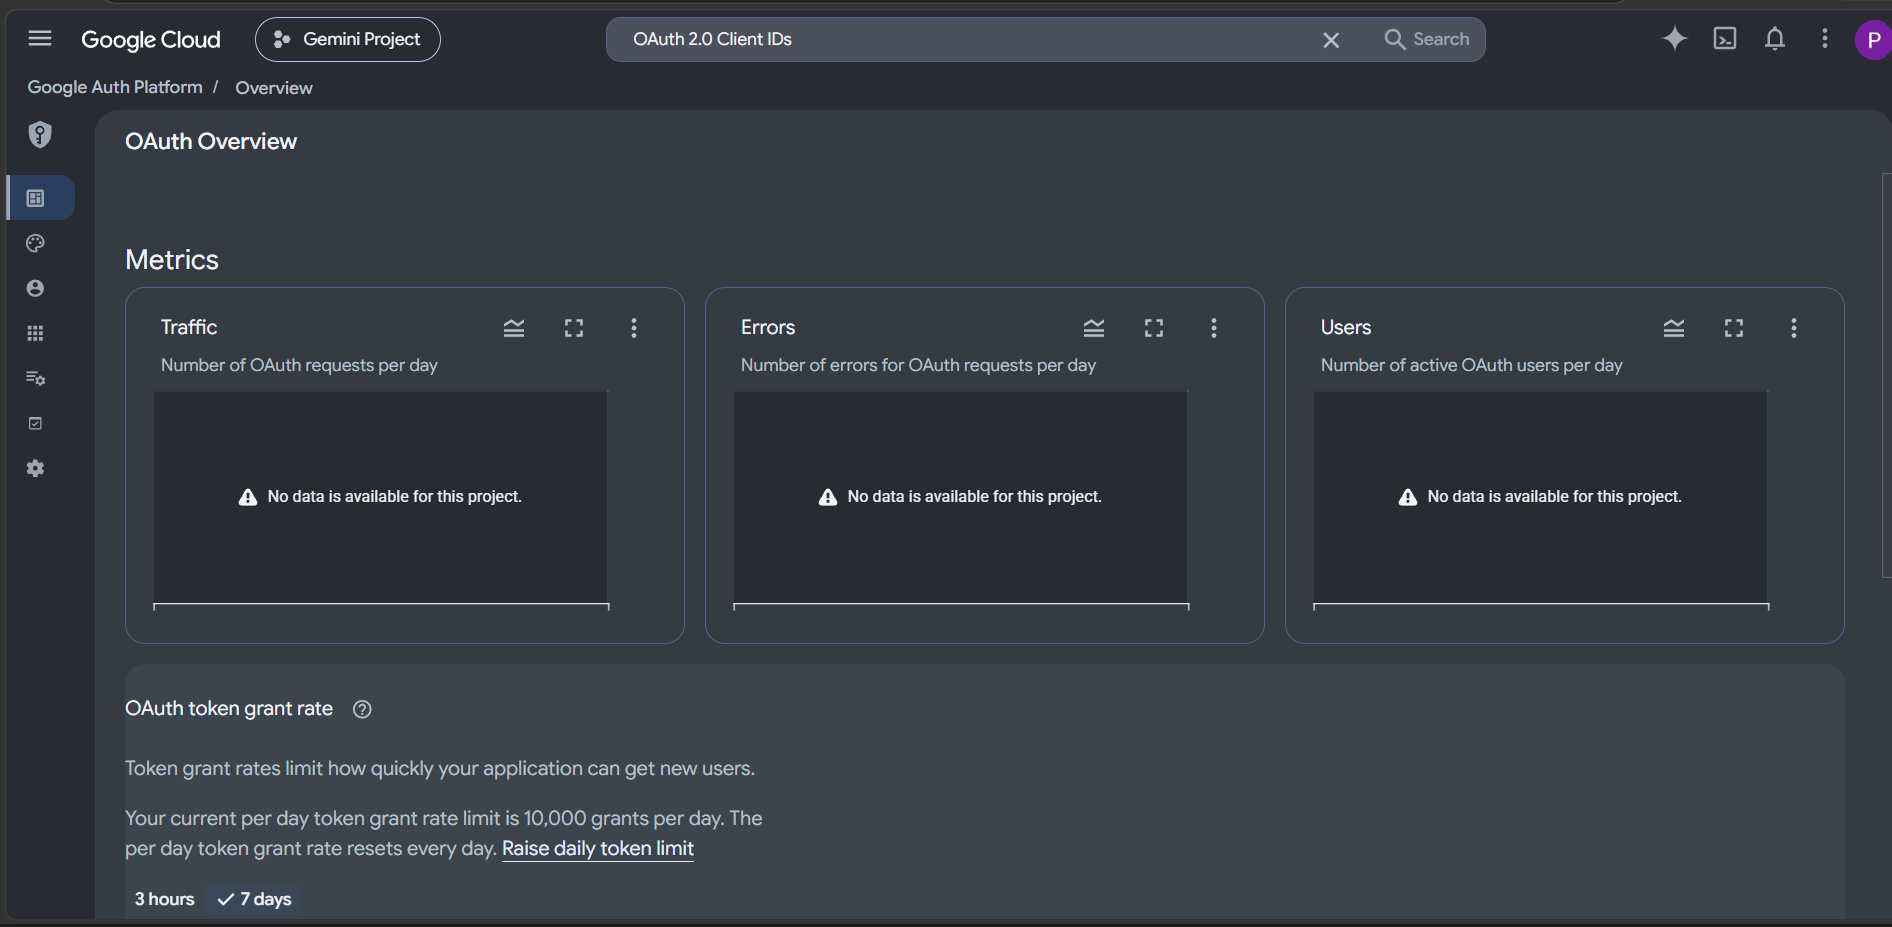 Google Cloud
Gemini Project
OAuth 2.0 Client IDs
Search
P
Google Auth Platform / Overview
OAuth Overview
Metrics
Traffic
Number of OAuth requests per day
No data is available for this project.
Errors
Number of errors for OAuth requests per day
No data is available for this project.
Users
Number of active OAuth users per day
No data is available for this project.
OAuth token grant rate
Token grant rates limit how quickly your application can get new users.
Your current per day token grant rate limit is 10,000 grants per day. The
per day token grant rate resets every day. Raise daily token limit
3 hours
7 days